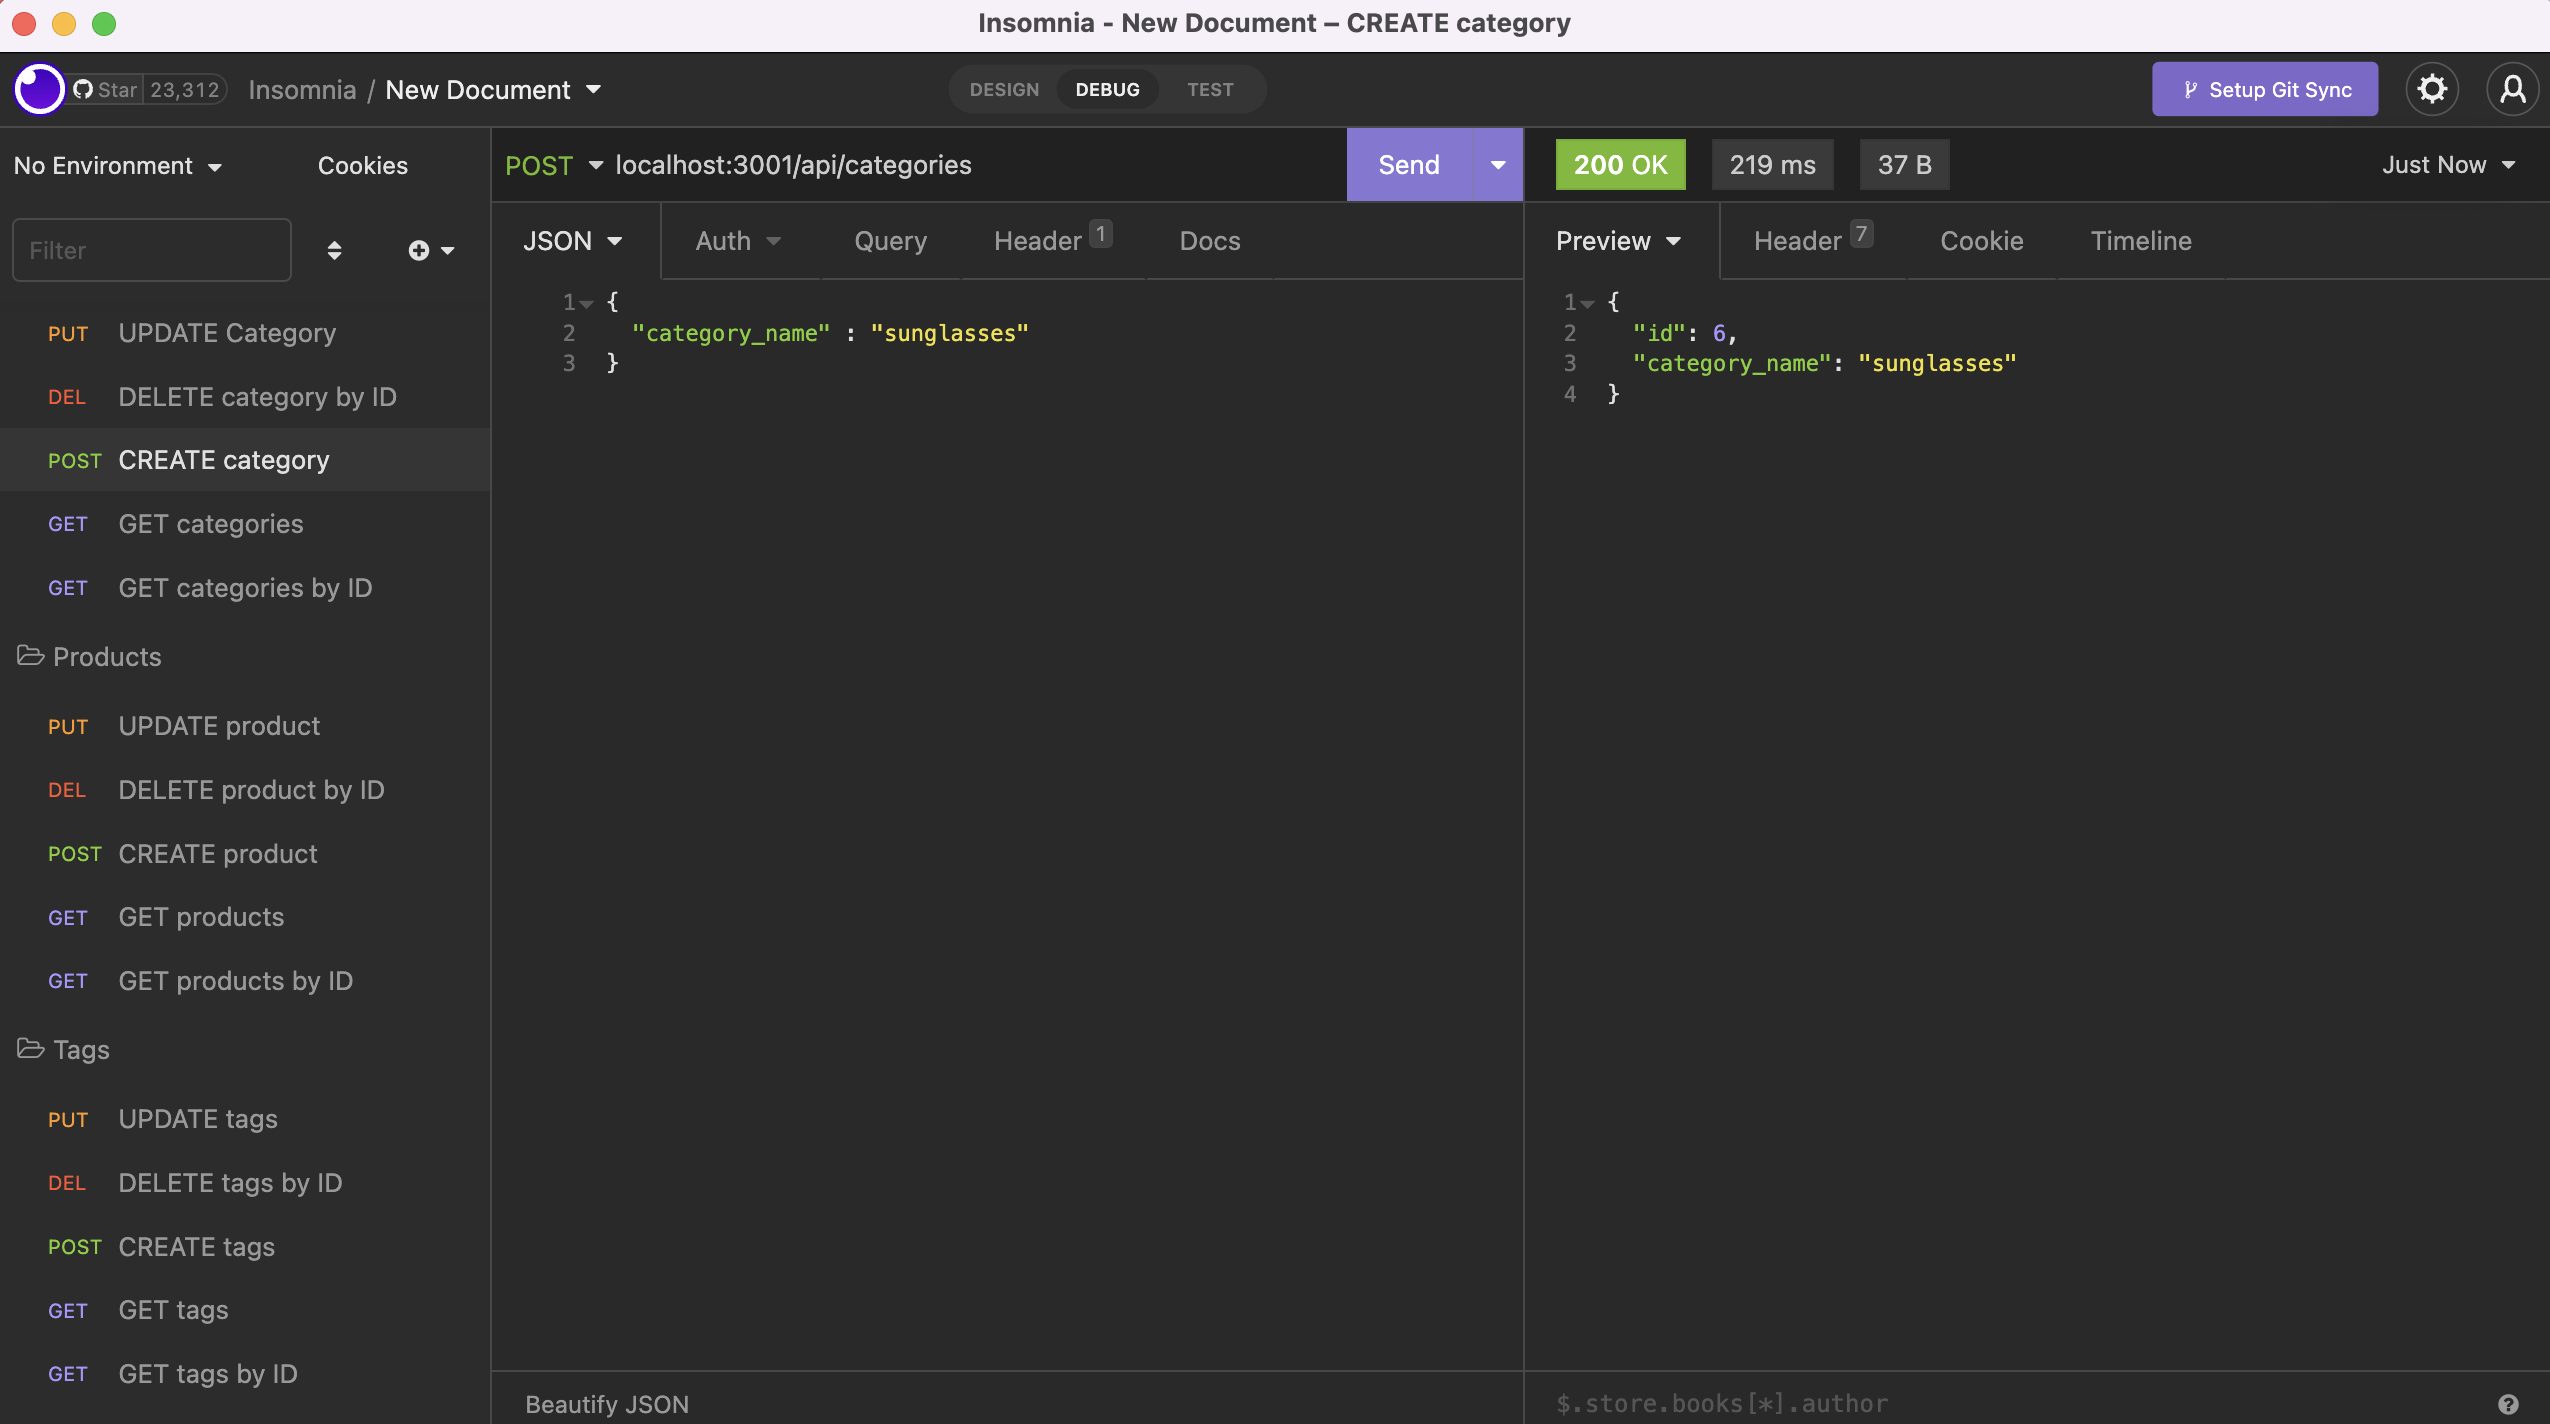 Insomnia - New Document – CREATE category
Star 23,312 Insomnia / New Document DESIGN DEBUG TEST Setup Git Sync
No Environment Cookies
Filter
PUT UPDATE Category
DEL DELETE category by ID
POST CREATE category
GET GET categories
GET GET categories by ID
Products
PUT UPDATE product
DEL DELETE product by ID
POST CREATE product
GET GET products
GET GET products by ID
Tags
PUT UPDATE tags
DEL DELETE tags by ID
POST CREATE tags
GET GET tags
GET GET tags by ID
POST localhost:3001/api/categories Send
JSON Auth Query Header 1 Docs
1 {
2 "category_name" : "sunglasses"
3 }
Beautify JSON
200 OK 219 ms 37 B Just Now
Preview Header 7 Cookie Timeline
1 {
2 "id": 6,
3 "category_name": "sunglasses"
4 }
$.store.books[*].author ?